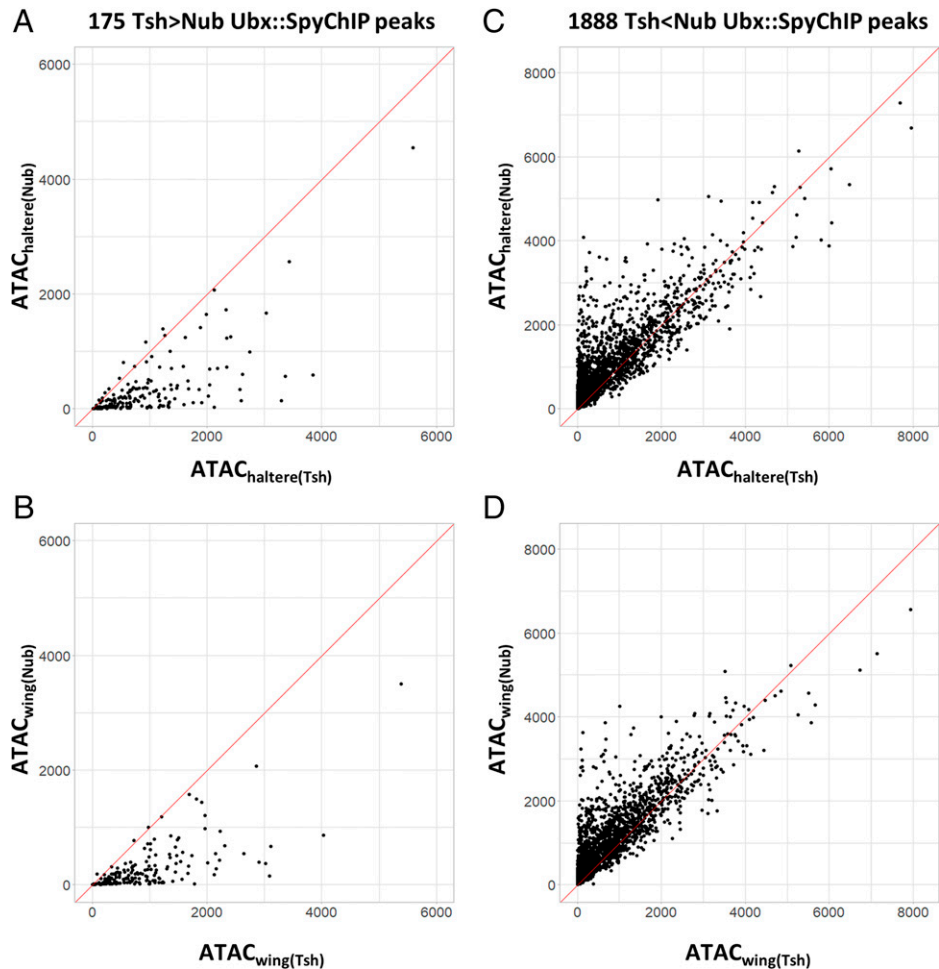 A
175 Tsh>Nub Ubx::SpyChIP peaks
6000
4000
2000
0
ATAChaltere(Nub)
0 2000 4000 6000
ATAChaltere(Tsh)
C
1888 Tsh<Nub Ubx::SpyChIP peaks
8000
6000
4000
2000
0
ATAChaltere(Nub)
0 2000 4000 6000 8000
ATAChaltere(Tsh)
B
6000
4000
2000
0
ATACwing(Nub)
0 2000 4000 6000
ATACwing(Tsh)
D
8000
6000
4000
2000
0
ATACwing(Nub)
0 2000 4000 6000 8000
ATACwing(Tsh)